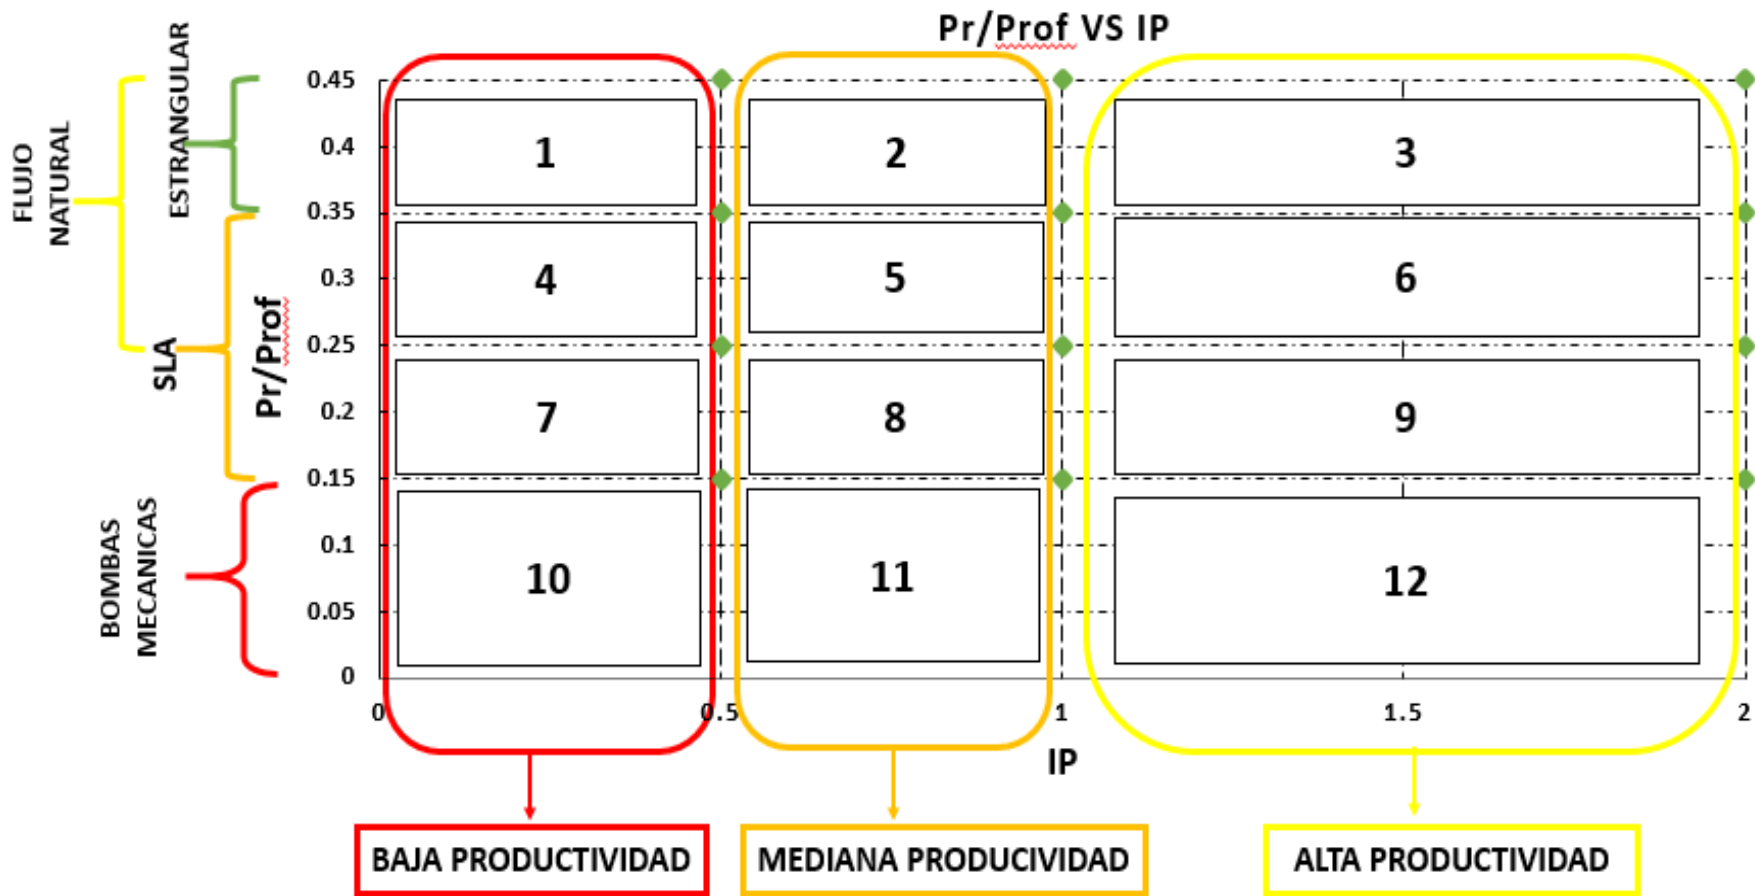 Pr/Prof VS IP
FLUJO
NATURAL
ESTRANGULAR
SLA
BOMBAS
MECANICAS
Pr/Prof
0.45
0.4
0.35
0.3
0.25
0.2
0.15
0.1
0.05
0
1
2
3
4
5
6
7
8
9
10
11
12
0
0.5
1
1.5
2
IP
BAJA PRODUCTIVIDAD
MEDIANA PRODUCIVIDAD
ALTA PRODUCTIVIDAD